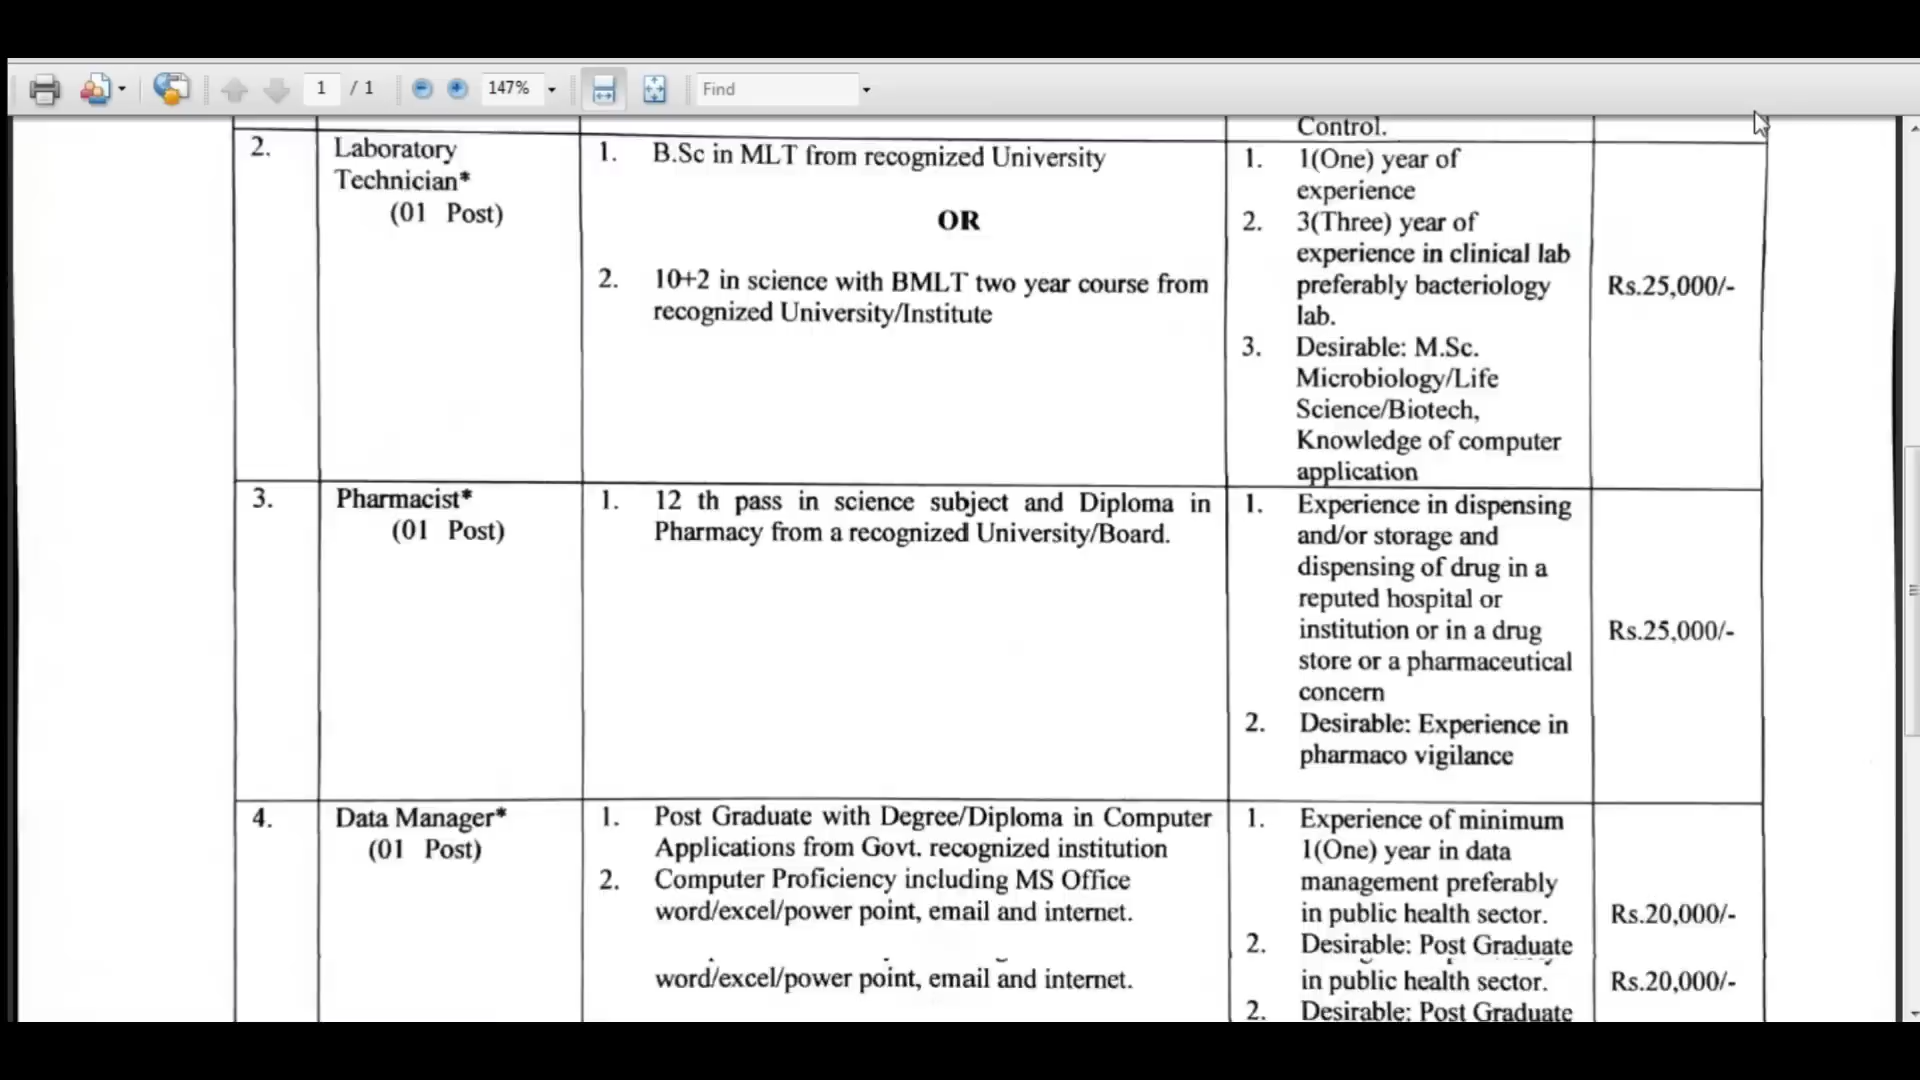 1 / 1
147%
Find
Control.
2.
Laboratory
Technician*
(01 Post)
1. B.Sc in MLT from recognized University
OR
2. 10+2 in science with BMLT two year course from
recognized University/Institute
1. 1(One) year of
experience
2. 3(Three) year of
experience in clinical lab
preferably bacteriology
lab.
3. Desirable: M.Sc.
Microbiology/Life
Science/Biotech,
Knowledge of computer
application
Rs.25,000/-
3.
Pharmacist*
(01 Post)
1. 12 th pass in science subject and Diploma in
Pharmacy from a recognized University/Board.
1. Experience in dispensing
and/or storage and
dispensing of drug in a
reputed hospital or
institution or in a drug
store or a pharmaceutical
concern
2. Desirable: Experience in
pharmaco vigilance
Rs.25,000/-
4.
Data Manager*
(01 Post)
1. Post Graduate with Degree/Diploma in Computer
Applications from Govt. recognized institution
2. Computer Proficiency including MS Office
word/excel/power point, email and internet.
word/excel/power point, email and internet.
1. Experience of minimum
1(One) year in data
management preferably
in public health sector.
2. Desirable: Post Graduate
in public health sector.
2. Desirable: Post Graduate
Rs.20,000/-
Rs.20,000/-